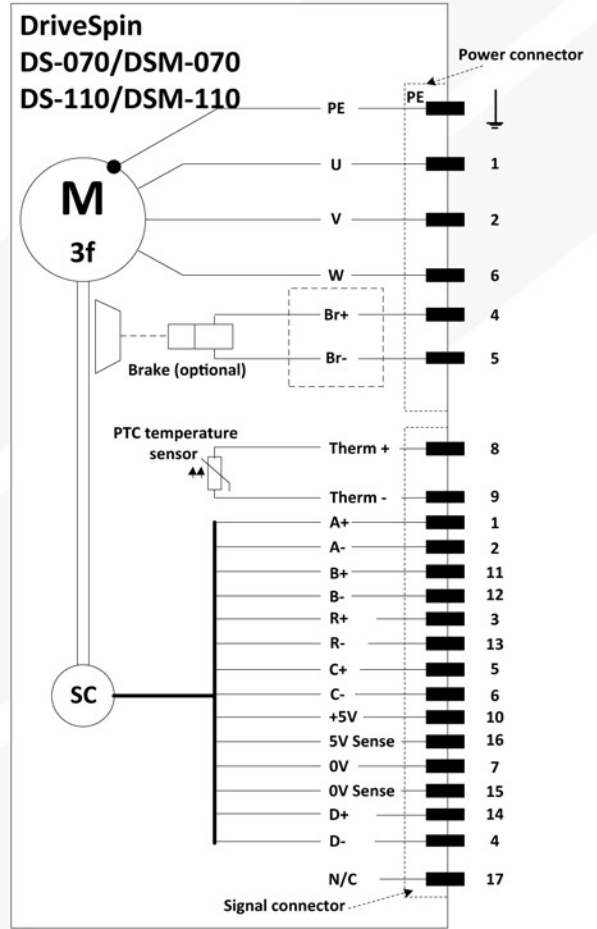 DriveSpin
DS-070/DSM-070
DS-110/DSM-110
Power connector
PE PE
U 1
M
3f
V 2
W 6
Br+ 4
Br- 5
Brake (optional)
PTC temperature
sensor
Therm + 8
Therm - 9
A+ 1
A- 2
B+ 11
B- 12
R+ 3
R- 13
C+ 5
SC
C- 6
+5V 10
5V Sense 16
0V 7
0V Sense 15
D+ 14
D- 4
N/C 17
Signal connector